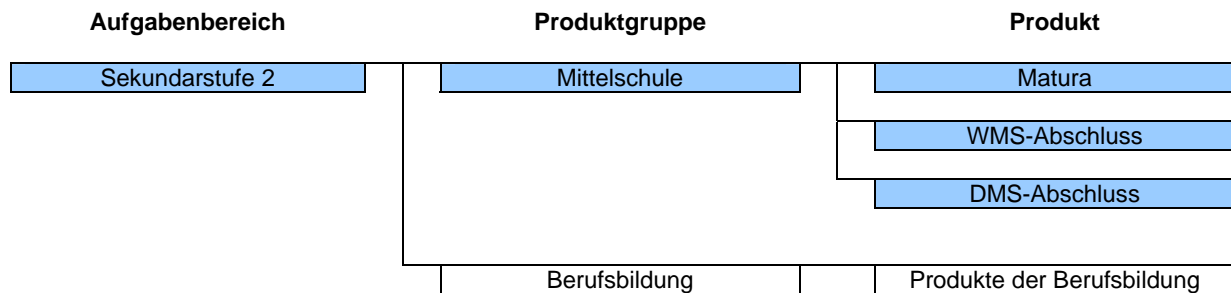 Aufgabenbereich Produktgruppe Produkt
Sekundarstufe 2 Mittelschule Matura
WMS-Abschluss
DMS-Abschluss
Berufsbildung Produkte der Berufsbildung